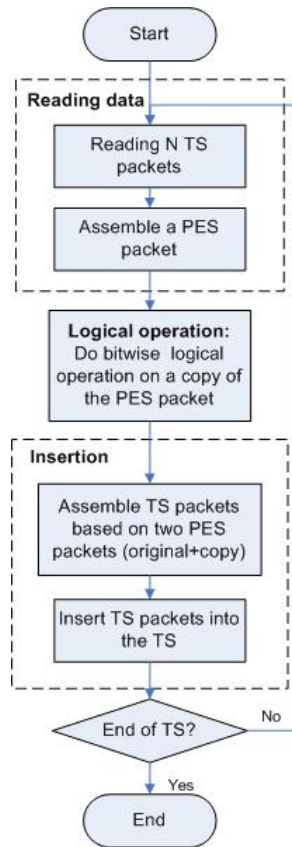 Start
Reading data
Reading N TS
packets
Assemble a PES
packet
Logical operation:
Do bitwise logical
operation on a copy of
the PES packet
Insertion
Assemble TS packets
based on two PES
packets (original+copy)
Insert TS packets into
the TS
End of TS?
No
Yes
End